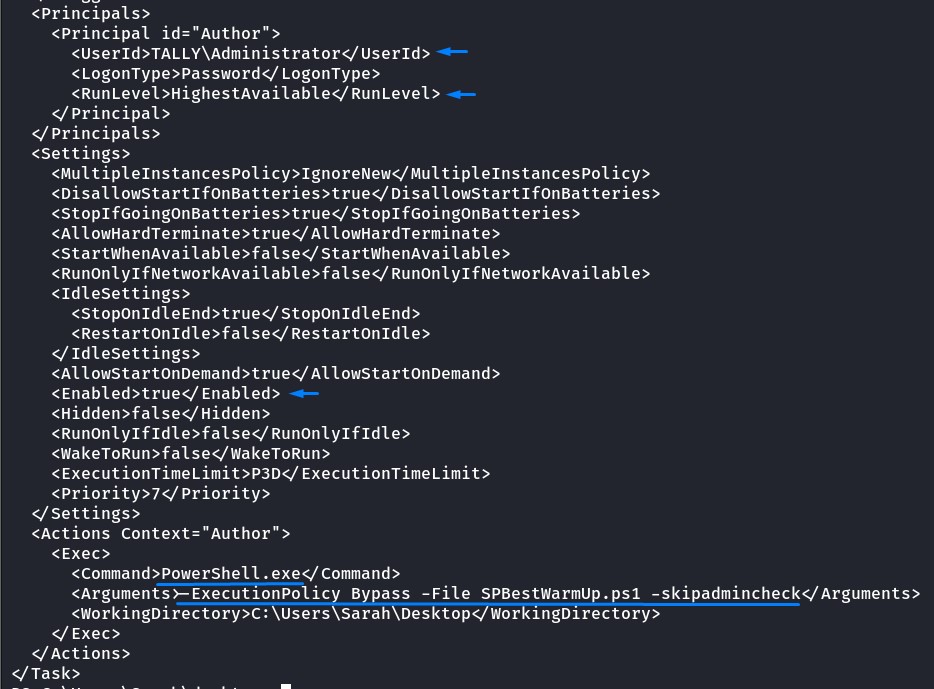 <Principals>
<Principal id="Author">
<UserId>TALLY\Administrator</UserId>
<LogonType>Password</LogonType>
<RunLevel>HighestAvailable</RunLevel>
</Principal>
</Principals>
<Settings>
<MultipleInstancesPolicy>IgnoreNew</MultipleInstancesPolicy>
<DisallowStartIfOnBatteries>true</DisallowStartIfOnBatteries>
<StopIfGoingOnBatteries>true</StopIfGoingOnBatteries>
<AllowHardTerminate>true</AllowHardTerminate>
<StartWhenAvailable>false</StartWhenAvailable>
<RunOnlyIfNetworkAvailable>false</RunOnlyIfNetworkAvailable>
<IdleSettings>
<StopOnIdleEnd>true</StopOnIdleEnd>
<RestartOnIdle>false</RestartOnIdle>
</IdleSettings>
<AllowStartOnDemand>true</AllowStartOnDemand>
<Enabled>true</Enabled>
<Hidden>false</Hidden>
<RunOnlyIfIdle>false</RunOnlyIfIdle>
<WakeToRun>false</WakeToRun>
<ExecutionTimeLimit>P3D</ExecutionTimeLimit>
<Priority>7</Priority>
</Settings>
<Actions Context="Author">
<Exec>
<Command>PowerShell.exe</Command>
<Arguments>-ExecutionPolicy Bypass -File SPBestWarmUp.ps1 -skipadmincheck</Arguments>
<WorkingDirectory>C:\Users\Sarah\Desktop</WorkingDirectory>
</Exec>
</Actions>
</Task>